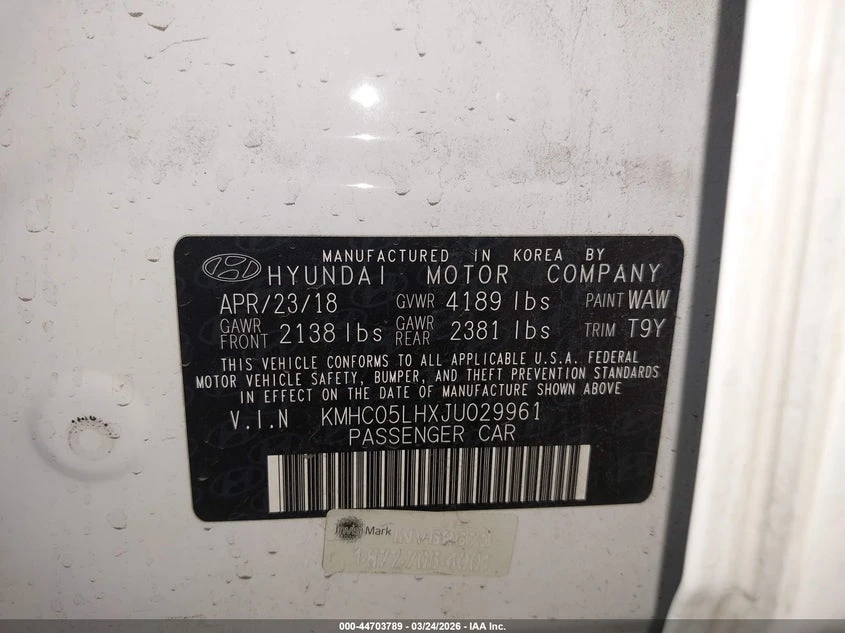 MANUFACTURED IN KOREA BY
HYUNDAI MOTOR COMPANY
APR/23/18 GVWR 4189 lbs PAINT WAW
GAWR FRONT 2138 lbs GAWR REAR 2381 lbs TRIM T9Y
THIS VEHICLE CONFORMS TO ALL APPLICABLE U.S.A. FEDERAL
MOTOR VEHICLE SAFETY, BUMPER, AND THEFT PREVENTION STANDARDS
IN EFFECT ON THE DATE OF MANUFACTURE SHOWN ABOVE
V.I.N KMHC05LHXJU029961
PASSENGER CAR
Mark
000-44703789 - 03/24/2026 - IAA Inc.